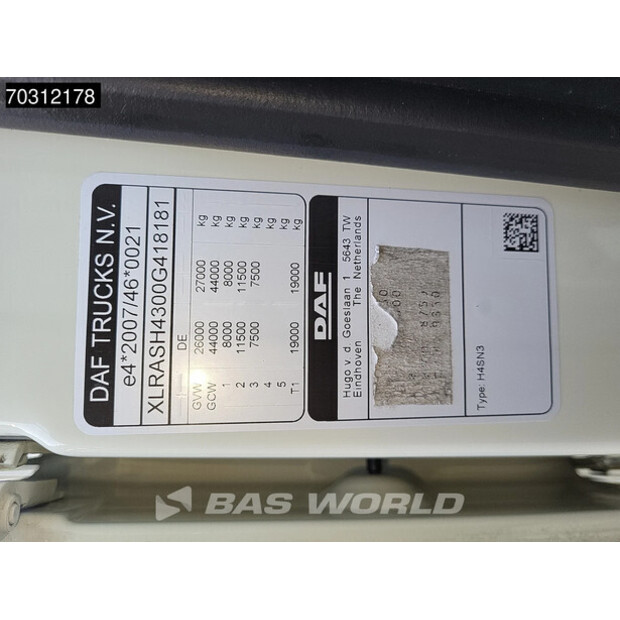 70312178
DAF TRUCKS N.V.
e4*2007/46*0021
XLRASH4300G418181
DE
GVW 26000 27000 kg
GCW 44000 44000 kg
1 8000 8000 kg
2 11500 11500 kg
3 7500 7500 kg
4 kg
5 kg
T1 19000 19000 kg
DAF
Hugo v d Goeslaan 1 5643 TW
Eindhoven The Netherlands
Type: H4SN3
BAS WORLD